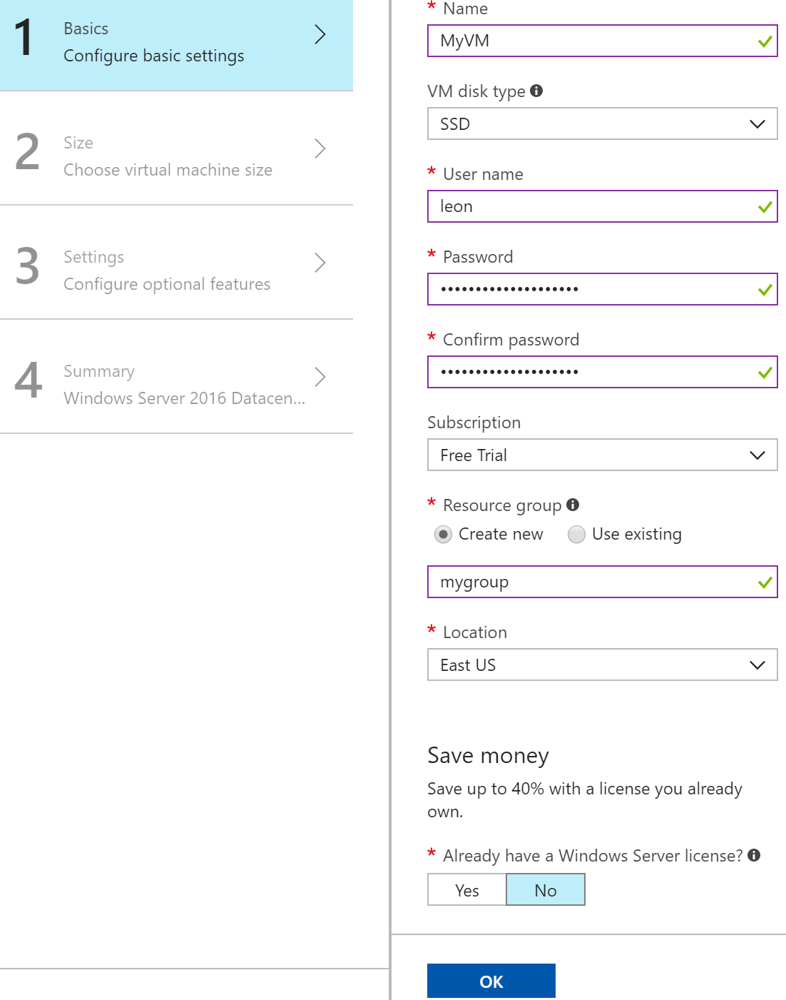 1
Basics
Configure basic settings
2
Size
Choose virtual machine size
3
Settings
Configure optional features
4
Summary
Windows Server 2016 Datacen...
* Name
MyVM
VM disk type
SSD
* User name
leon
* Password
••••••••••••••••••••
* Confirm password
••••••••••••••••••••
Subscription
Free Trial
* Resource group
Create new Use existing
mygroup
* Location
East US
Save money
Save up to 40% with a license you already
own.
* Already have a Windows Server license?
Yes No
OK